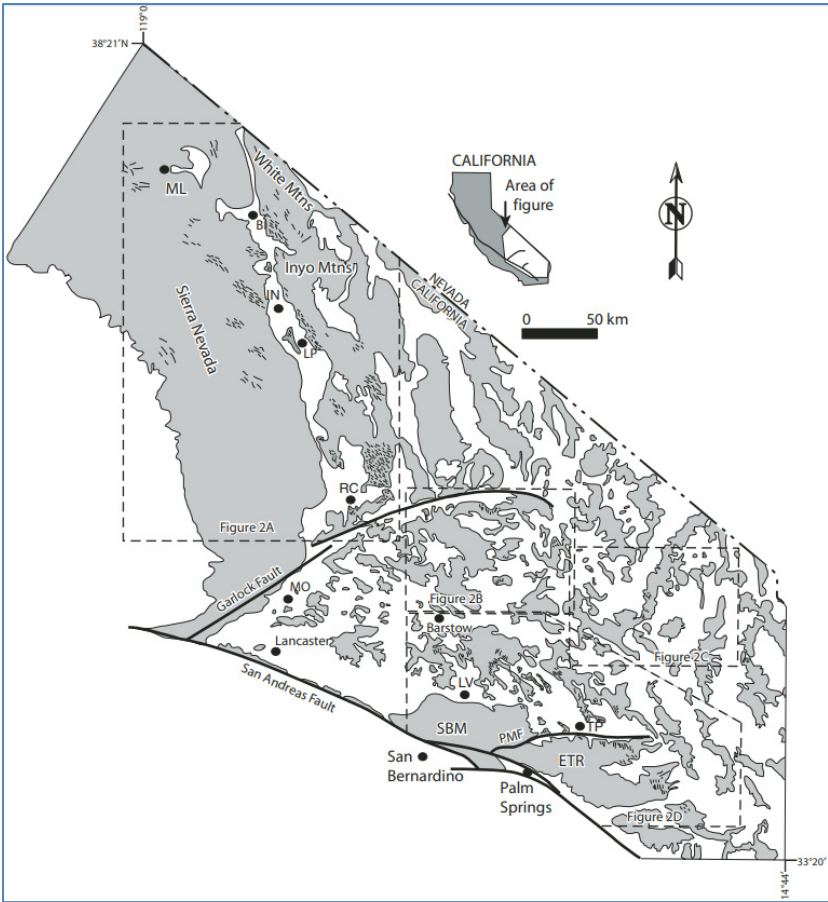 119°0
38°21'N
ML
White Mtns
BI
Inyo Mtns
Sierra Nevada
IN
LP
CALIFORNIA
Area of
figure
N
NEVADA
CALIFORNIA
0 50 km
RC
Figure 2A
Garlock Fault
MO
Figure 2B
Barstow
Lancaster
Figure 2C
San Andreas Fault
LV
SBM
PMF
TP
ETR
San
Bernardino
Palm
Springs
Figure 2D
33°20'
14°44'